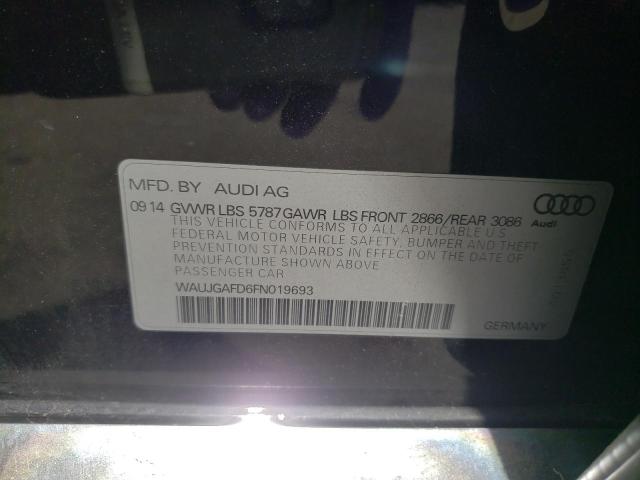 MFD. BY AUDI AG
09 14 GVWR LBS 5787 GAWR LBS FRONT 2866/REAR 3086
THIS VEHICLE CONFORMS TO ALL APPLICABLE U.S
FEDERAL MOTOR VEHICLE SAFETY, BUMPER AND THEFT
PREVENTION STANDARDS IN EFFECT ON THE DATE OF
MANUFACTURE SHOWN ABOVE
PASSENGER CAR
WAUJGAFD6FN019693
Audi
GERMANY